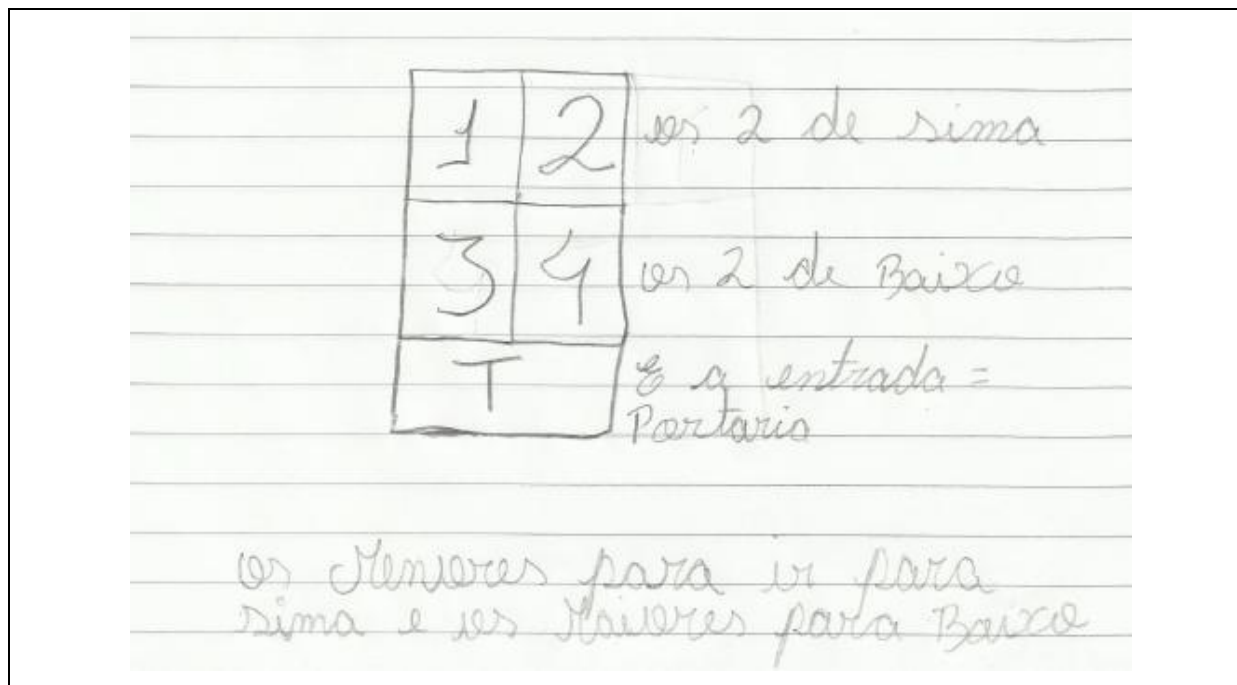 1 2 os 2 de sima
3 4 os 2 de Baixo
T E a entrada =
Portaria
os Menores para ir para
sima e os Maiores para Baixo